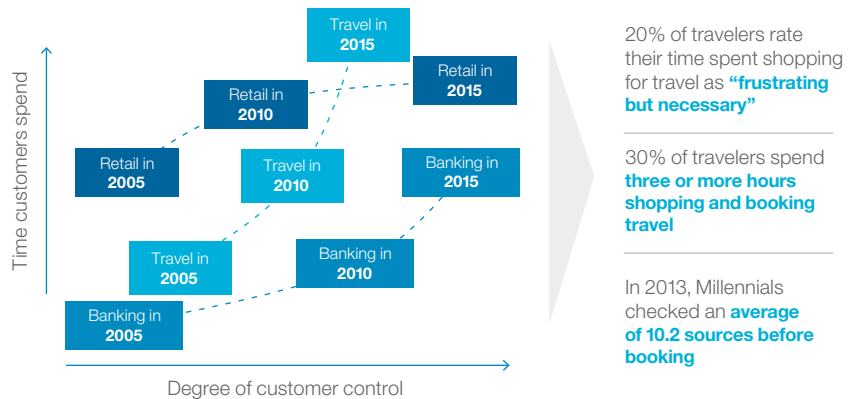 Time customers spend
Travel in
2015
Retail in
2010
Retail in
2015
Retail in
2005
Travel in
2010
Banking in
2015
Travel in
2005
Banking in
2010
Banking in
2005
Degree of customer control
20% of travelers rate
their time spent shopping
for travel as “frustrating
but necessary”
30% of travelers spend
three or more hours
shopping and booking
travel
In 2013, Millennials
checked an average
of 10.2 sources before
booking